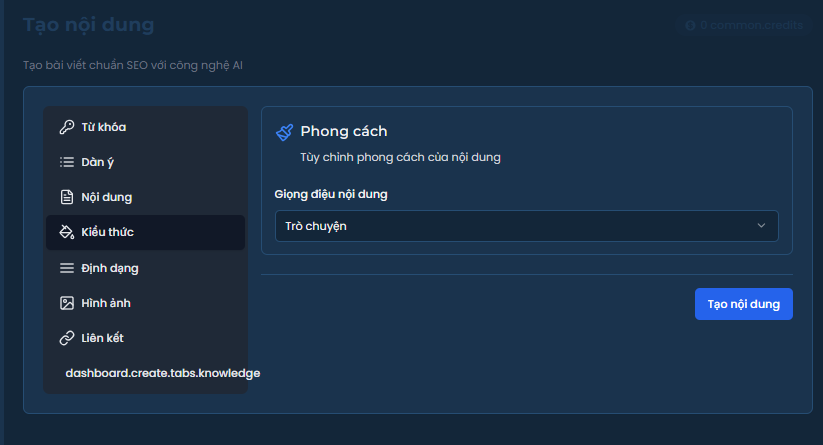 Tạo nội dung
0 common.credits
Tạo bài viết chuẩn SEO với công nghệ AI
Từ khóa
Dàn ý
Nội dung
Kiểu thức
Định dạng
Hình ảnh
Liên kết
dashboard.create.tabs.knowledge
Phong cách
Tùy chỉnh phong cách của nội dung
Giọng điệu nội dung
Trò chuyện
Tạo nội dung